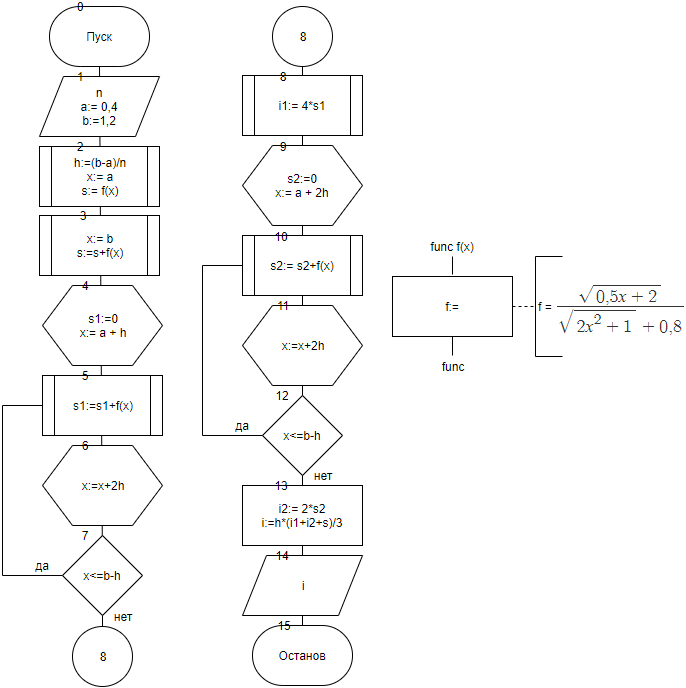 0
Пуск
1
n
a:= 0,4
b:=1,2
2
h:=(b-a)/n
x:= a
s:= f(x)
3
x:= b
s:=s+f(x)
4
s1:=0
x:= a + h
5
s1:=s1+f(x)
6
x:=x+2h
7
да
x<=b-h
нет
8
8
8
i1:= 4*s1
9
s2:=0
x:= a + 2h
10
s2:= s2+f(x)
11
x:=x+2h
12
да
x<=b-h
нет
13
i2:= 2*s2
i:=h*(i1+i2+s)/3
14
i
15
Останов
func f(x)
f:=
func
f = √(0,5x + 2) / (√(2x² + 1) + 0,8)